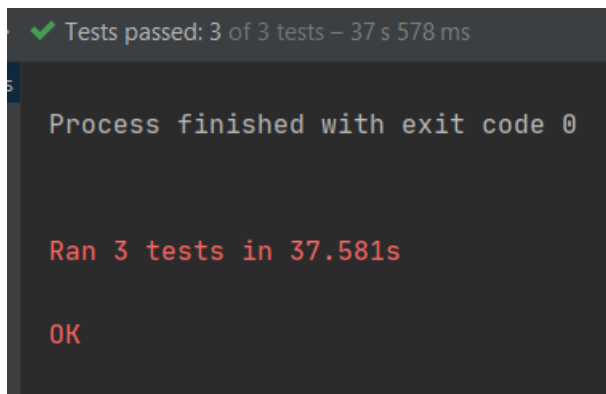 Tests passed: 3 of 3 tests – 37 s 578 ms
s
Process finished with exit code 0
Ran 3 tests in 37.581s
OK